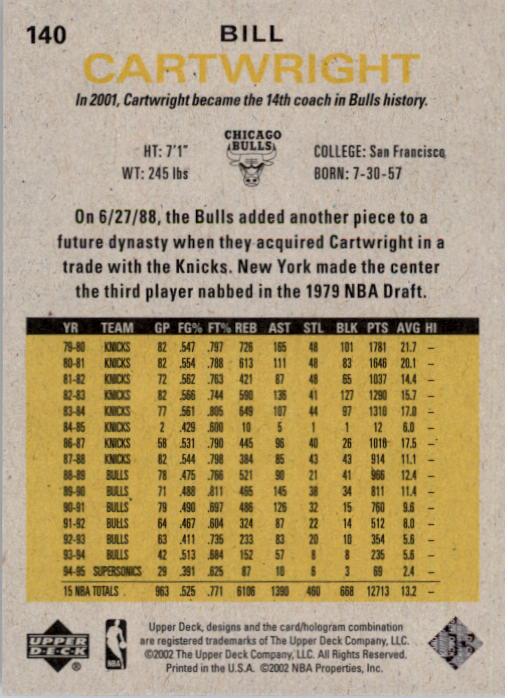 140
BILL
CARTWRIGHT
In 2001, Cartwright became the 14th coach in Bulls history.
HT: 7'1"
WT: 245 lbs
CHICAGO
BULLS
COLLEGE: San Francisco
BORN: 7-30-57
On 6/27/88, the Bulls added another piece to a
future dynasty when they acquired Cartwright in a
trade with the Knicks. New York made the center
the third player nabbed in the 1979 NBA Draft.
YR TEAM GP FG% FT% REB AST STL BLK PTS AVG HI
79-80 KNICKS 82 .547 .797 726 165 48 101 1781 21.7 –
80-81 KNICKS 82 .554 .788 613 111 48 83 1646 20.1 –
81-82 KNICKS 72 .562 .763 421 87 48 65 1037 14.4 –
82-83 KNICKS 82 .566 .744 590 136 41 127 1290 15.7 –
83-84 KNICKS 77 .561 .805 649 107 44 97 1310 17.0 –
84-85 KNICKS 2 .429 .600 10 5 1 1 12 6.0 –
86-87 KNICKS 58 .531 .790 445 96 40 26 1016 17.5 –
87-88 KNICKS 82 .544 .798 384 85 43 43 914 11.1 –
88-89 BULLS 78 .475 .766 521 90 21 41 966 12.4 –
89-90 BULLS 71 .488 .811 465 145 38 34 811 11.4 –
90-91 BULLS 79 .490 .697 486 126 32 15 760 9.6 –
91-92 BULLS 64 .467 .604 324 87 22 14 512 8.0 –
92-93 BULLS 63 .411 .735 233 83 20 10 354 5.6 –
93-94 BULLS 42 .513 .684 152 57 8 8 235 5.6 –
94-95 SUPERSONICS 29 .391 .625 87 10 6 3 69 2.4 –
15 NBA TOTALS 963 .525 .771 6106 1390 460 668 12713 13.2 –
UPPER
DECK
®
NBA
Upper Deck, designs and the card/hologram combination
are registered trademarks of The Upper Deck Company, LLC.
©2002 The Upper Deck Company, LLC. All Rights Reserved.
Printed in the U.S.A. ©2002 NBA Properties, Inc.